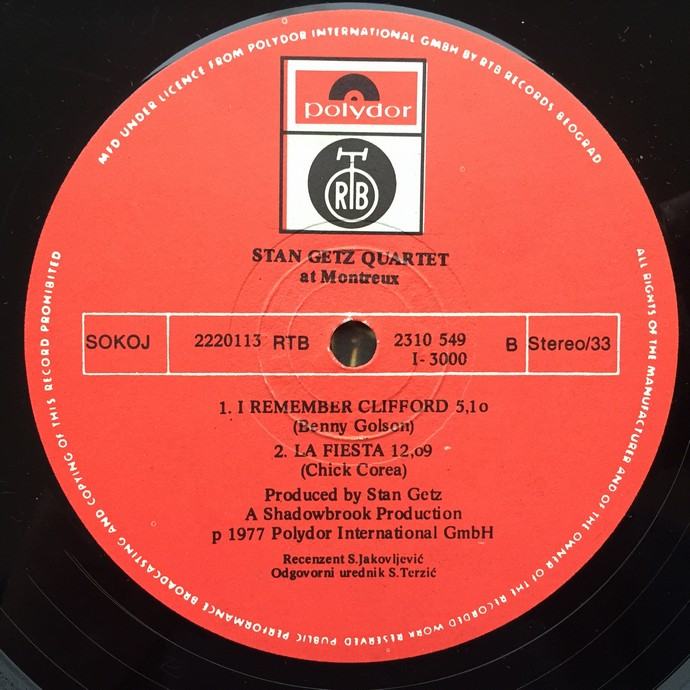 MFD UNDER LICENCE FROM POLYDOR INTERNATIONAL GMBH BY RTB RECORDS BEOGRAD
polydor
RTB
STAN GETZ QUARTET
at Montreux
SOKOJ 2220113 RTB 2310 549 B Stereo/33
I-3000
1. I REMEMBER CLIFFORD 5,1o
(Benny Golson)
2. LA FIESTA 12,o9
(Chick Corea)
Produced by Stan Getz
A Shadowbrook Production
p 1977 Polydor International GmbH
Recenzent S.Jakovljević
Odgovorni urednik S.Terzić
ALL RIGHTS OF THE MANUFACTURER AND OF THE OWNER OF THE RECORDED WORK RESERVED PUBLIC PERFORMANCE BROADCASTING AND COPYING OF THIS RECORD PROMIBITED